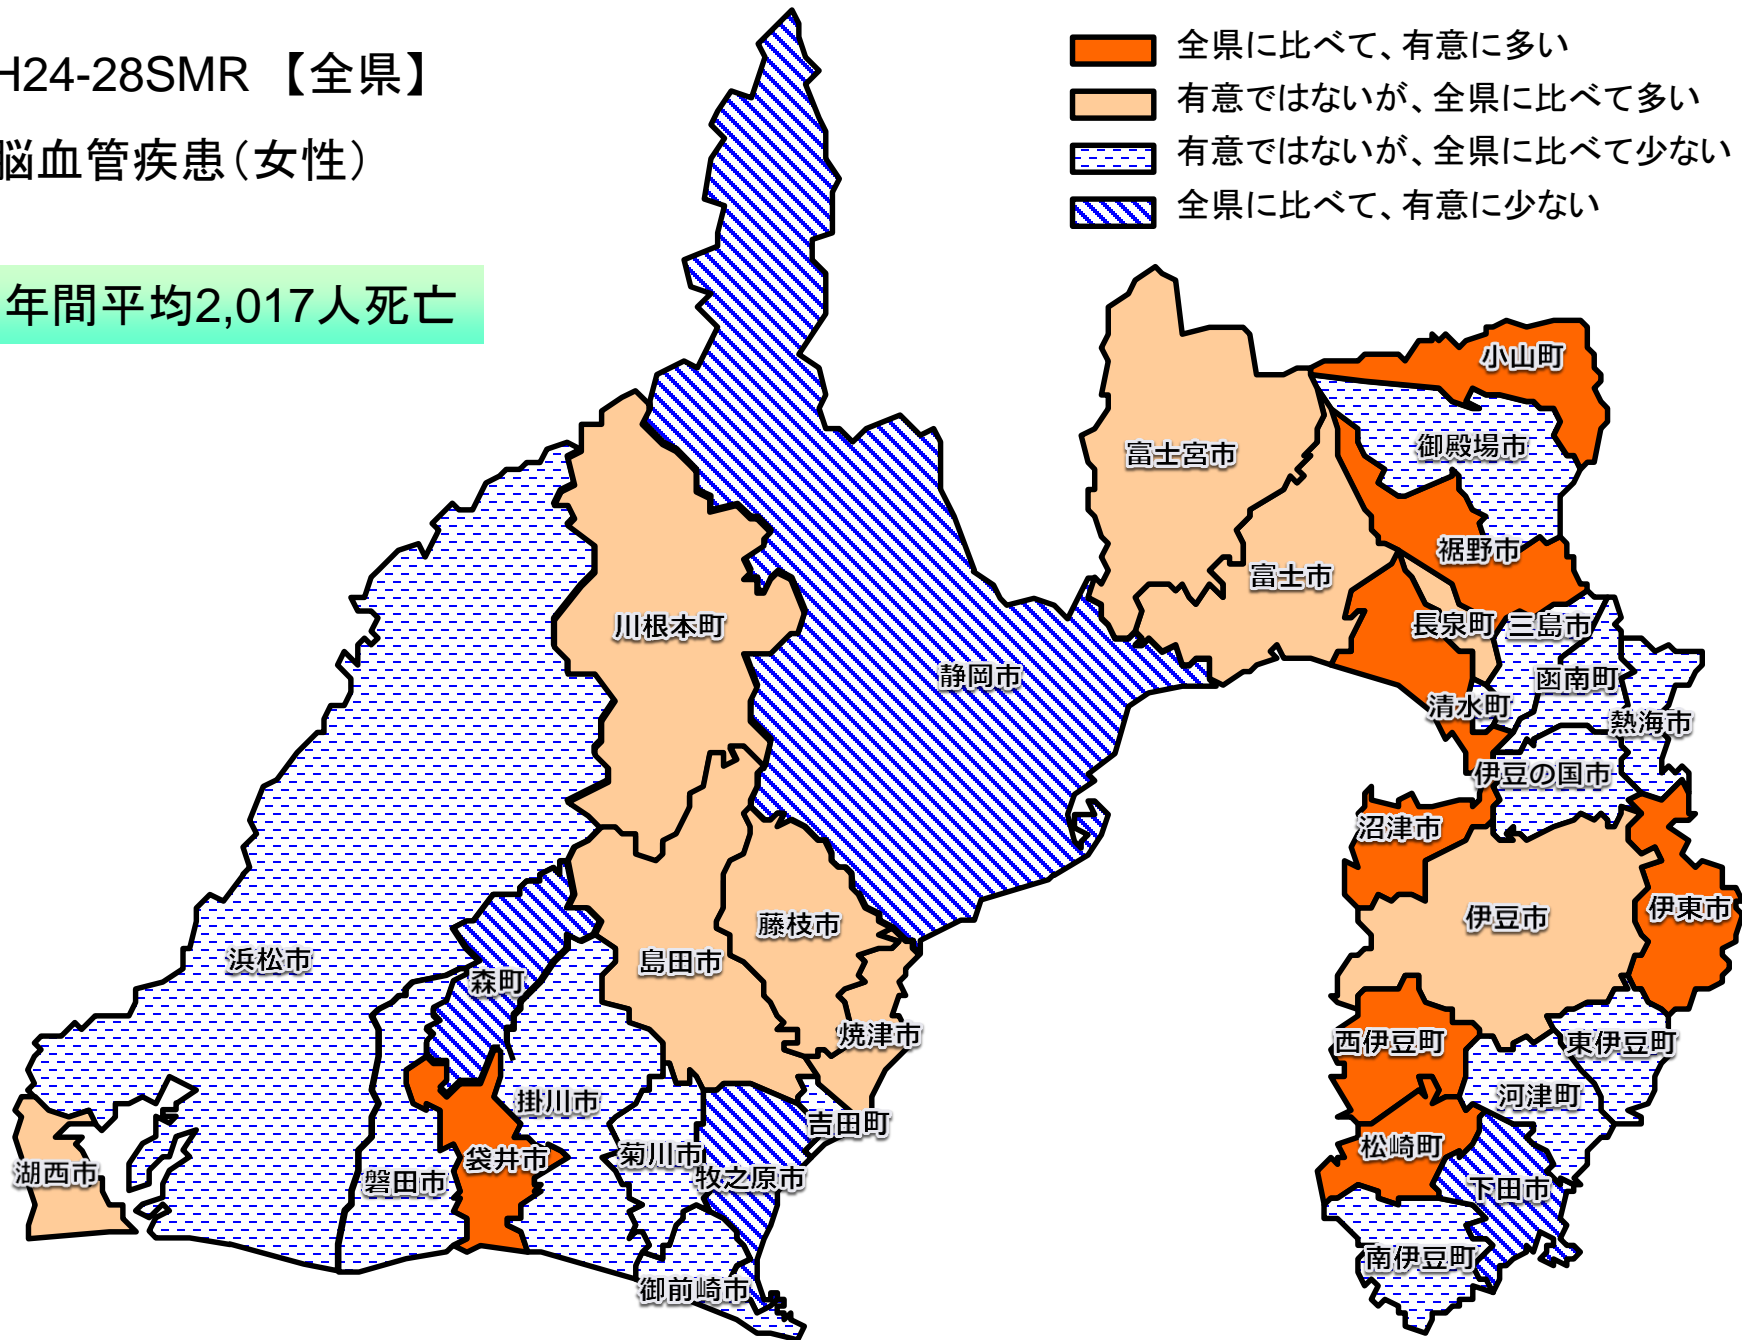 H24-28SMR 【全県】
脳血管疾患(女性)
年間平均2,017人死亡
全県に比べて、有意に多い
有意ではないが、全県に比べて多い
有意ではないが、全県に比べて少ない
全県に比べて、有意に少ない
小山町
御殿場市
富士宮市
裾野市
富士市
長泉町
三島市
川根本町
静岡市
函南町
清水町
熱海市
伊豆の国市
沼津市
伊豆市
伊東市
藤枝市
島田市
浜松市
森町
焼津市
西伊豆町
東伊豆町
河津町
掛川市
吉田町
松崎町
菊川市
袋井市
湖西市
磐田市
牧之原市
下田市
南伊豆町
御前崎市